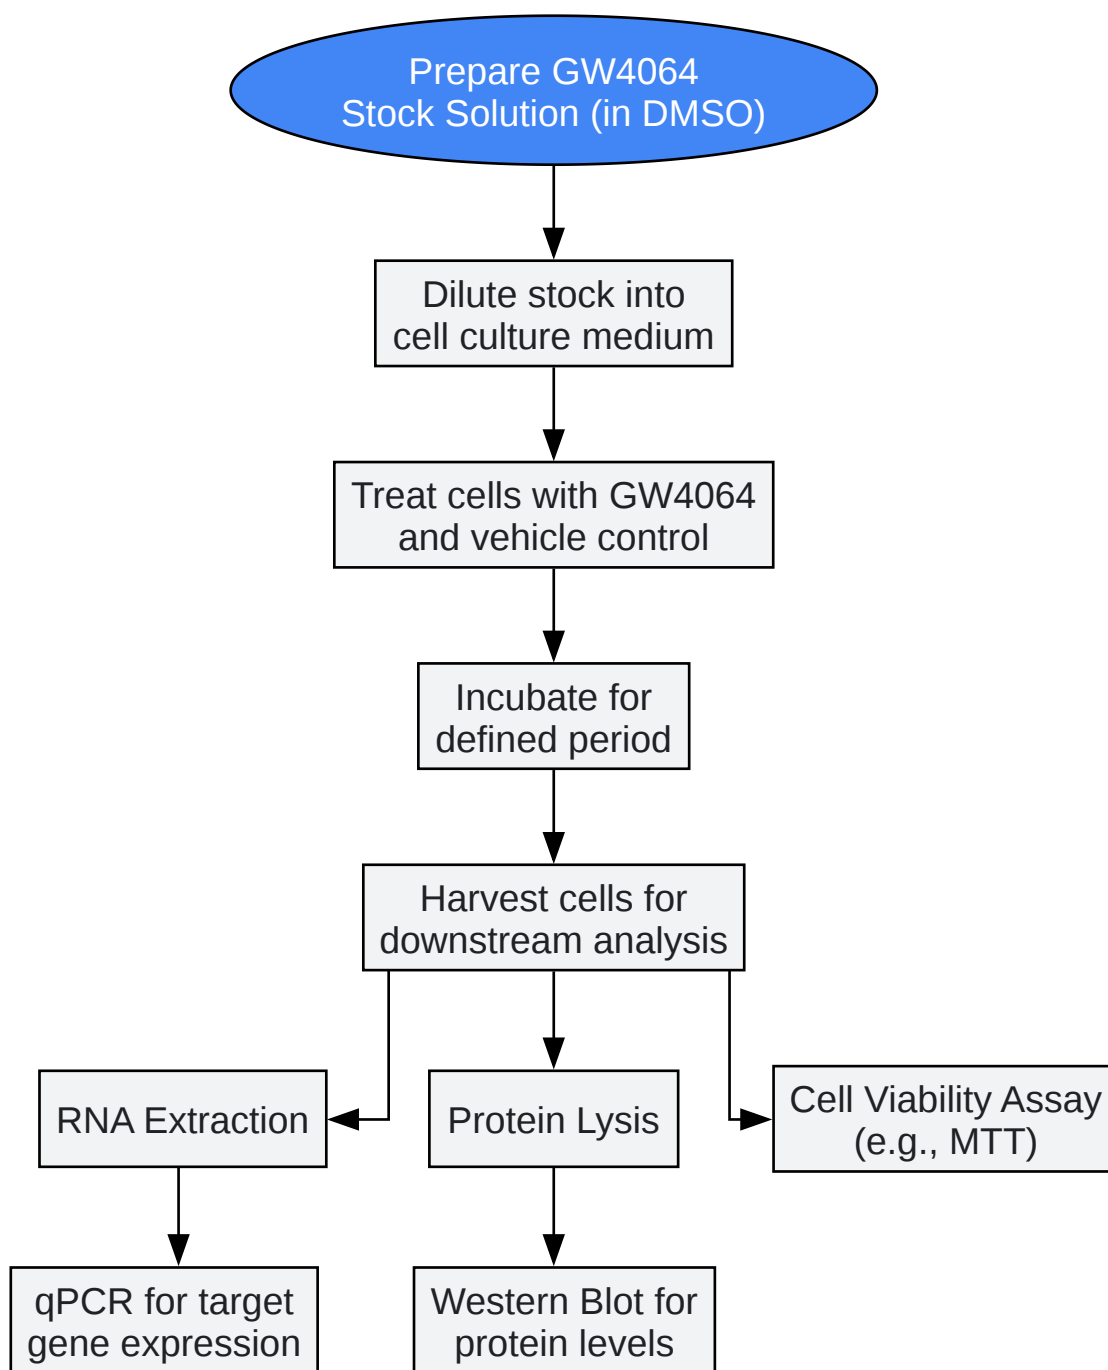 Prepare GW4064
Stock Solution (in DMSO)
Dilute stock into
cell culture medium
Treat cells with GW4064
and vehicle control
Incubate for
defined period
Harvest cells for
downstream analysis
RNA Extraction
Protein Lysis
Cell Viability Assay
(e.g., MTT)
qPCR for target
gene expression
Western Blot for
protein levels